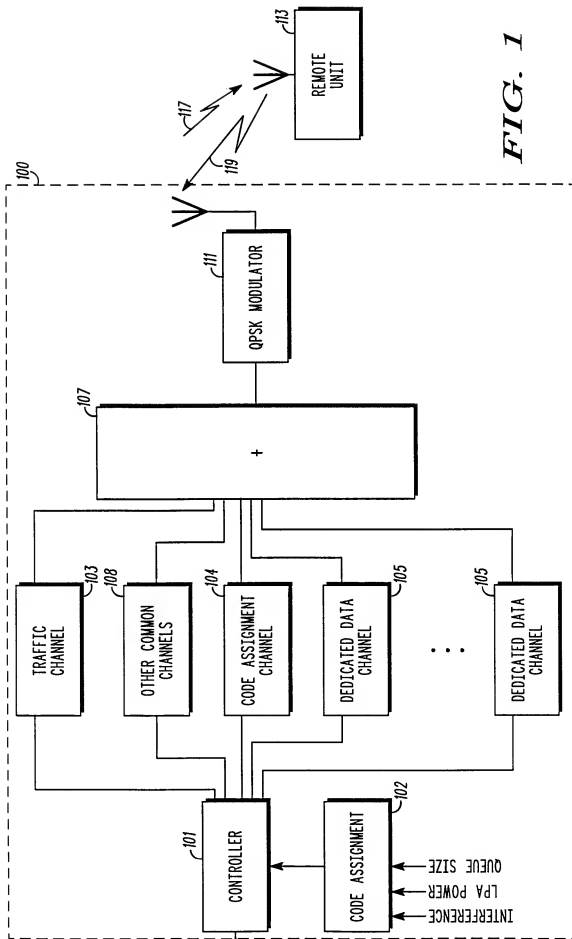 100
101
CONTROLLER
102
CODE ASSIGNMENT
INTERFERENCE
LPA POWER
QUEUE SIZE
103
TRAFFIC
CHANNEL
108
OTHER COMMON
CHANNELS
104
CODE ASSIGNMENT
CHANNEL
105
DEDICATED DATA
CHANNEL
105
DEDICATED DATA
CHANNEL
107
+
111
QPSK MODULATOR
117
119
113
REMOTE
UNIT
FIG. 1